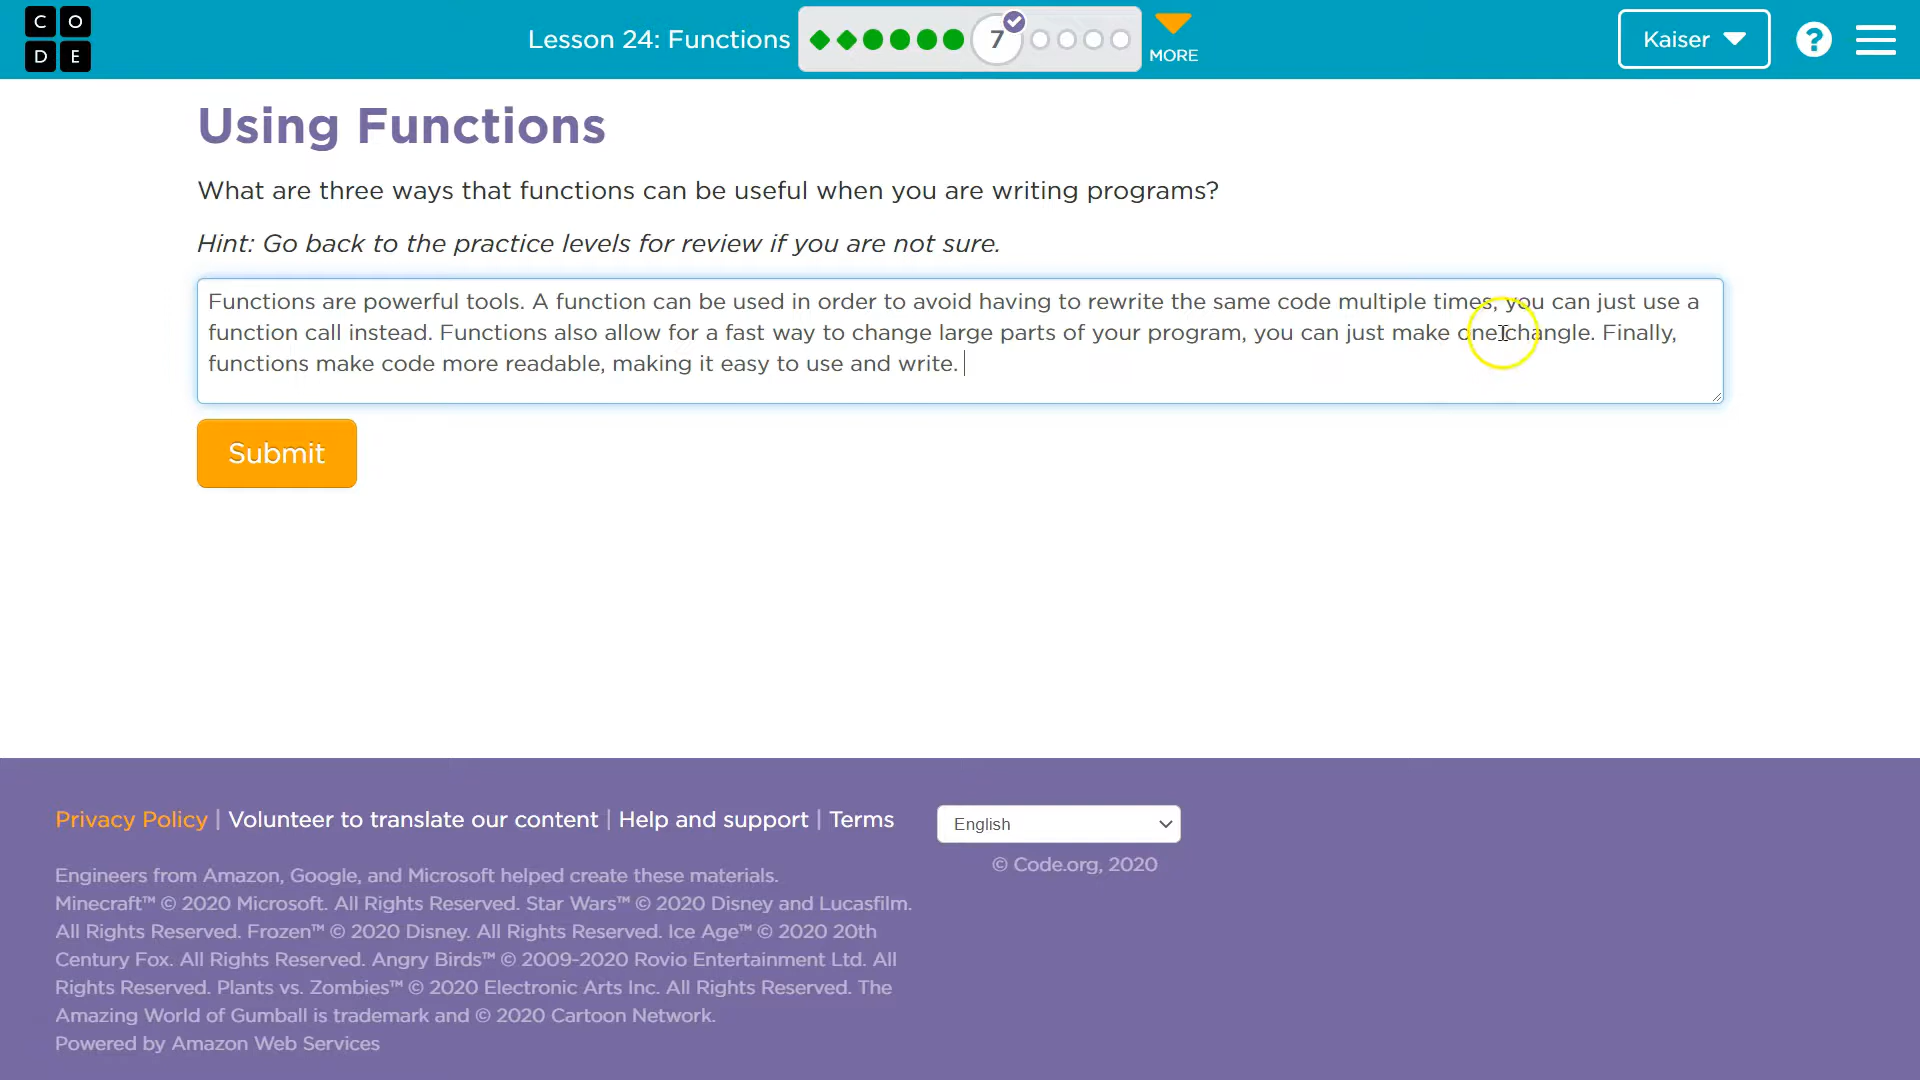 C O
D E
Lesson 24: Functions
7
MORE
Kaiser
?
Using Functions
What are three ways that functions can be useful when you are writing programs?
Hint: Go back to the practice levels for review if you are not sure.
Functions are powerful tools. A function can be used in order to avoid having to rewrite the same code multiple times, you can just use a
function call instead. Functions also allow for a fast way to change large parts of your program, you can just make one changle. Finally,
functions make code more readable, making it easy to use and write.
Submit
Privacy Policy | Volunteer to translate our content | Help and support | Terms
English
© Code.org, 2020
Engineers from Amazon, Google, and Microsoft helped create these materials.
Minecraft™ © 2020 Microsoft. All Rights Reserved. Star Wars™ © 2020 Disney and Lucasfilm.
All Rights Reserved. Frozen™ © 2020 Disney. All Rights Reserved. Ice Age™ © 2020 20th
Century Fox. All Rights Reserved. Angry Birds™ © 2009-2020 Rovio Entertainment Ltd. All
Rights Reserved. Plants vs. Zombies™ © 2020 Electronic Arts Inc. All Rights Reserved. The
Amazing World of Gumball is trademark and © 2020 Cartoon Network.
Powered by Amazon Web Services